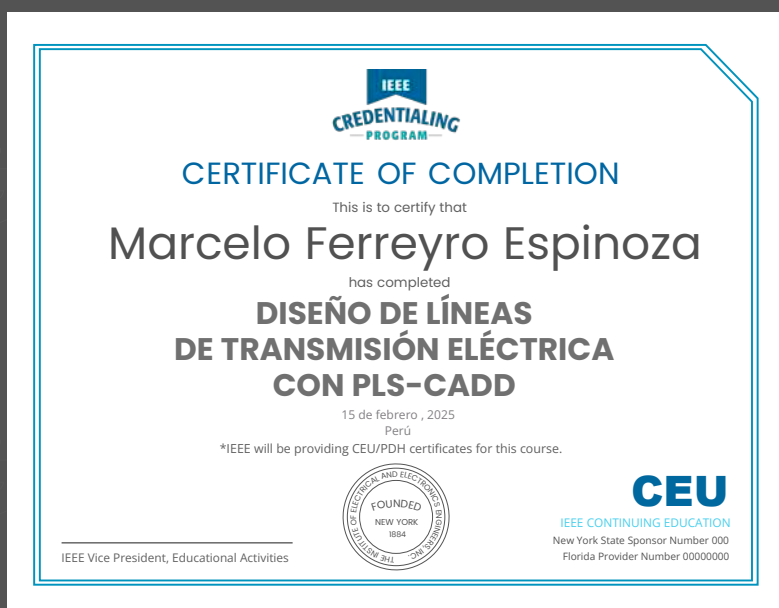 IEEE
CREDENTIALING
PROGRAM
CERTIFICATE OF COMPLETION
This is to certify that
Marcelo Ferreyro Espinoza
has completed
DISEÑO DE LÍNEAS
DE TRANSMISIÓN ELÉCTRICA
CON PLS-CADD
15 de febrero , 2025
Perú
*IEEE will be providing CEU/PDH certificates for this course.
THE INSTITUTE OF ELECTRICAL AND ELECTRONICS ENGINEERS, INC.
FOUNDED
NEW YORK
1884
IEEE Vice President, Educational Activities
CEU
IEEE CONTINUING EDUCATION
New York State Sponsor Number 000
Florida Provider Number 00000000